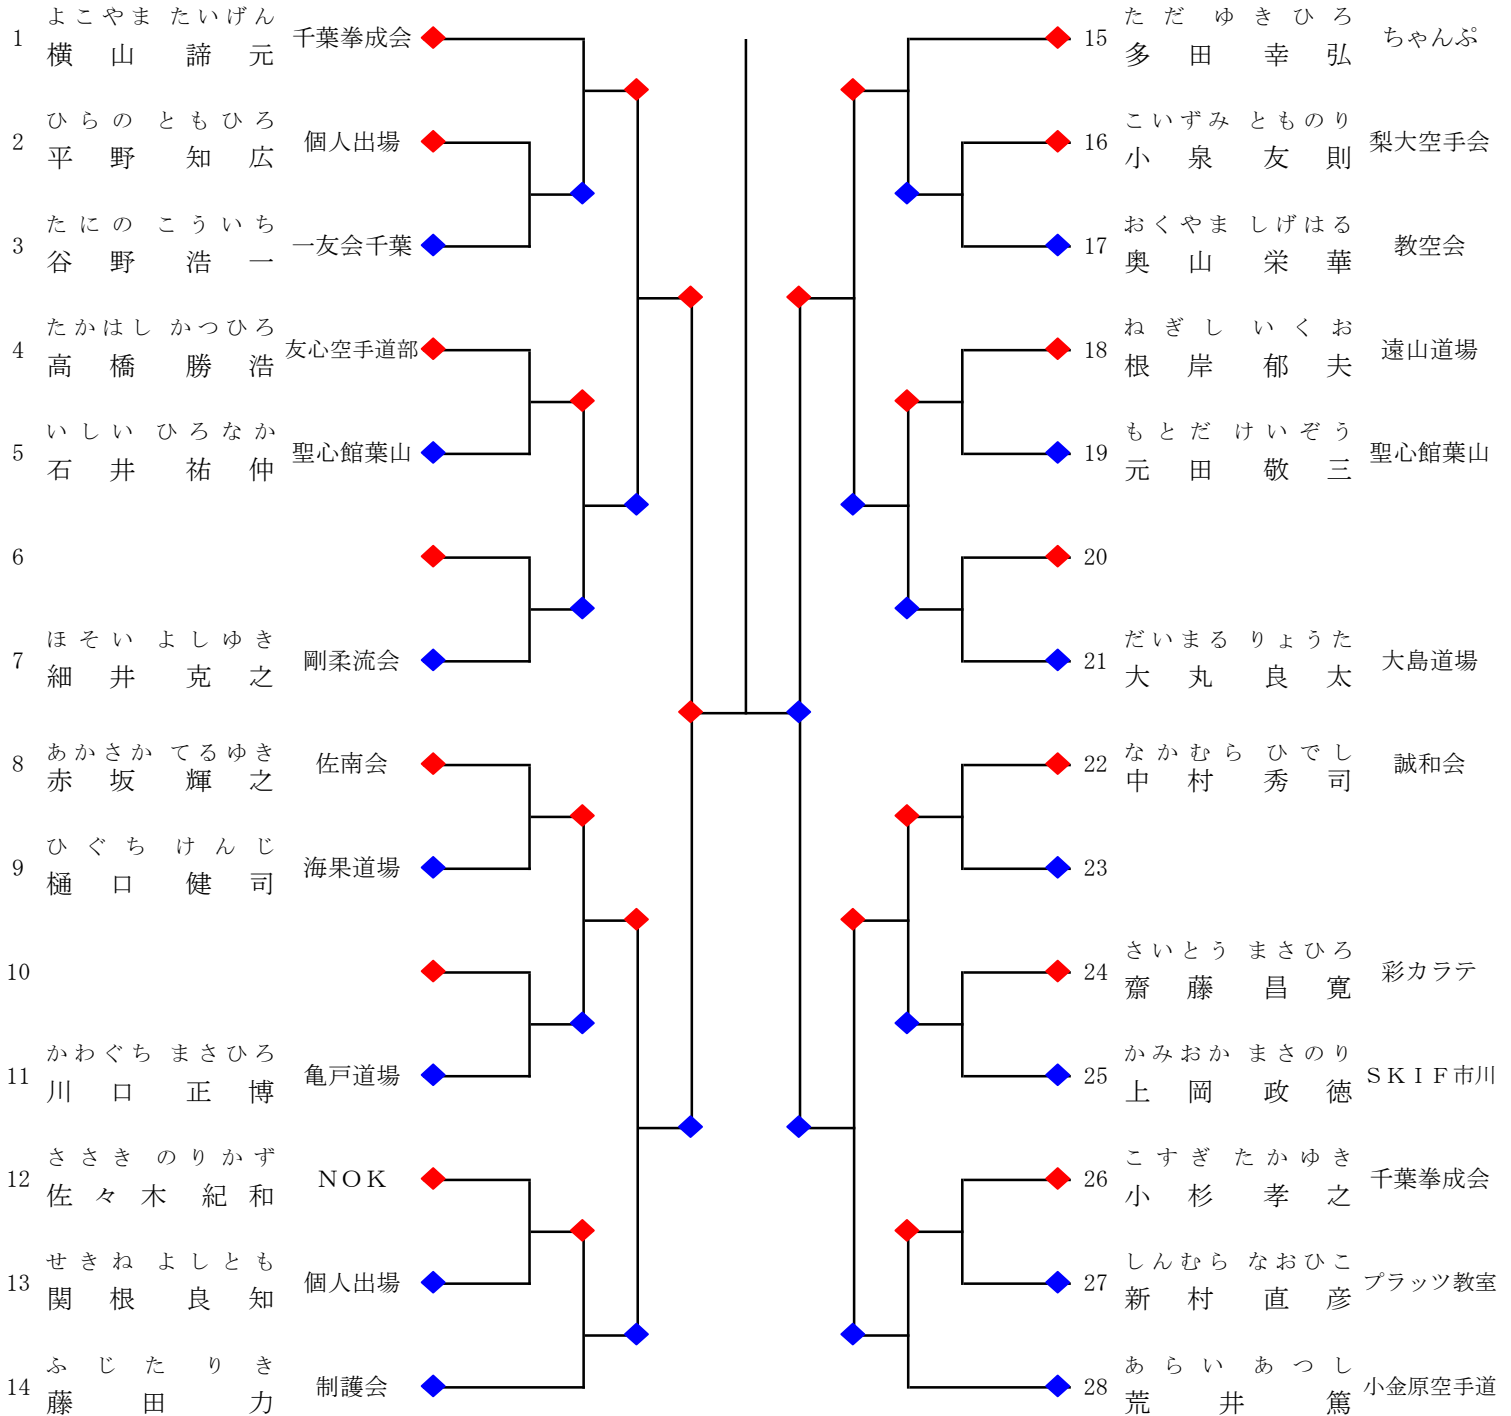 よこやま たいげん
1 横山 諦元 千葉拳成会
ひらの ともひろ
2 平野 知広 個人出場
たにの こういち
3 谷野 浩一 一友会千葉
たかはし かつひろ
4 高橋 勝浩 友心空手道部
いしい ひろなか
5 石井 祐仲 聖心館葉山
6
ほそい よしゆき
7 細井 克之 剛柔流会
あかさか てるゆき
8 赤坂 輝之 佐南会
ひぐち けんじ
9 樋口 健司 海果道場
10
かわぐち まさひろ
11 川口 正博 亀戸道場
ささき のりかず
12 佐々木 紀和 ＮＯＫ
せきね よしとも
13 関根 良知 個人出場
ふじた りき
14 藤田 力 制護会
ただ ゆきひろ
15 多田 幸弘 ちゃんぷ
こいずみ とものり
16 小泉 友則 梨大空手会
おくやま しげはる
17 奥山 栄華 教空会
ねぎし いくお
18 根岸 郁夫 遠山道場
もとだ けいぞう
19 元田 敬三 聖心館葉山
20
だいまる りょうた
21 大丸 良太 大島道場
なかむら ひでし
22 中村 秀司 誠和会
23
さいとう まさひろ
24 齋藤 昌寛 彩カラテ
かみおか まさのり
25 上岡 政徳 ＳＫＩＦ市川
こすぎ たかゆき
26 小杉 孝之 千葉拳成会
しんむら なおひこ
27 新村 直彦 プラッツ教室
あらい あつし
28 荒井 篤 小金原空手道